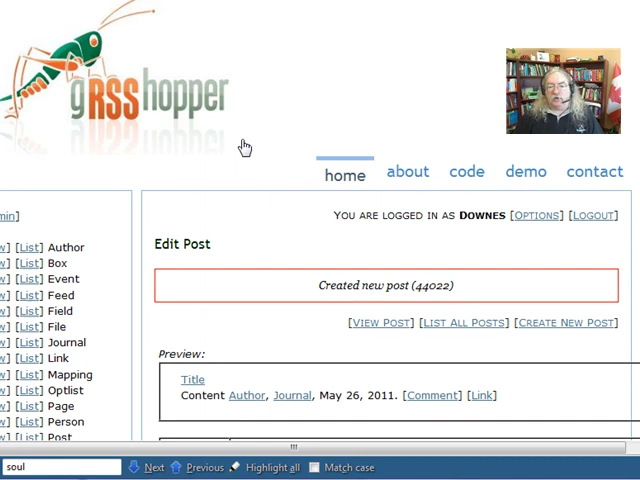 gRSShopper
home about code demo contact
min]
YOU ARE LOGGED IN AS DOWNES [OPTIONS] [LOGOUT]
Edit Post
w] [List] Author
w] [List] Box
w] [List] Event
w] [List] Feed
w] [List] Field
w] [List] File
w] [List] Journal
w] [List] Link
w] [List] Mapping
w] [List] Optlist
w] [List] Page
w] [List] Person
w] [List] Post
Created new post (44022)
[VIEW POST] [LIST ALL POSTS] [CREATE NEW POST]
Preview:
Title
Content Author, Journal, May 26, 2011. [Comment] [Link]
soul Next Previous Highlight all Match case